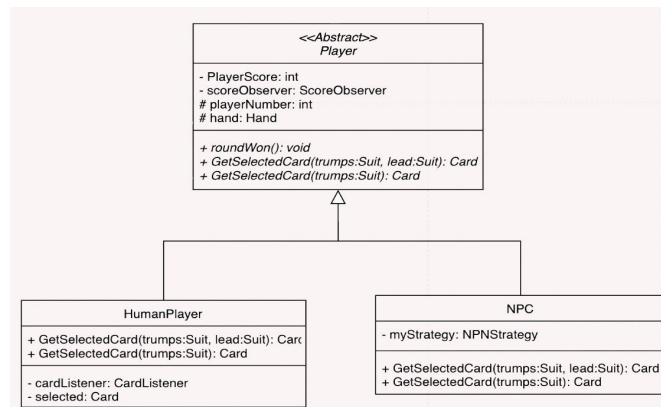 <<Abstract>>
Player
- PlayerScore: int
- scoreObserver: ScoreObserver
# playerNumber: int
# hand: Hand
+ roundWon(): void
+ GetSelectedCard(trumps:Suit, lead:Suit): Card
+ GetSelectedCard(trumps:Suit): Card
HumanPlayer
+ GetSelectedCard(trumps:Suit, lead:Suit): Card
+ GetSelectedCard(trumps:Suit): Card
- cardListener: CardListener
- selected: Card
NPC
- myStrategy: NPNStrategy
+ GetSelectedCard(trumps:Suit, lead:Suit): Card
+ GetSelectedCard(trumps:Suit): Card